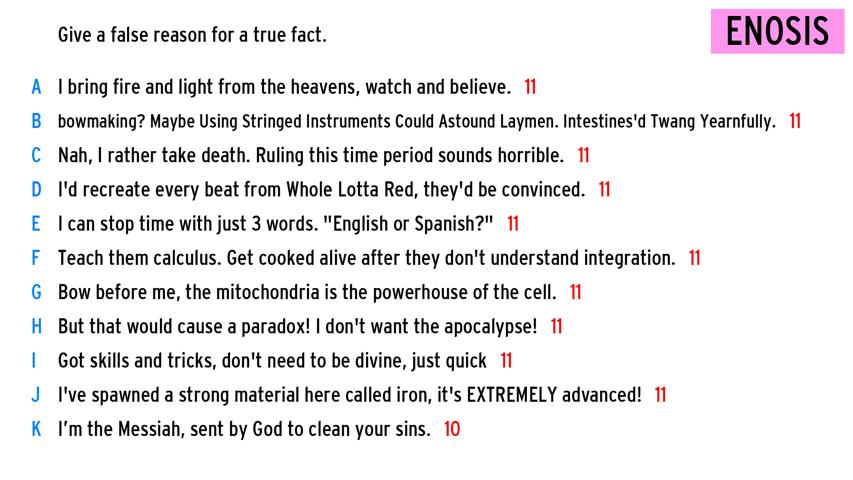 Give a false reason for a true fact.
ENOSIS
A I bring fire and light from the heavens, watch and believe. 11
B bowmaking? Maybe Using Stringed Instruments Could Astound Laymen. Intestines'd Twang Yearnfully. 11
C Nah, I rather take death. Ruling this time period sounds horrible. 11
D I'd recreate every beat from Whole Lotta Red, they'd be convinced. 11
E I can stop time with just 3 words. "English or Spanish?" 11
F Teach them calculus. Get cooked alive after they don't understand integration. 11
G Bow before me, the mitochondria is the powerhouse of the cell. 11
H But that would cause a paradox! I don't want the apocalypse! 11
I Got skills and tricks, don't need to be divine, just quick 11
J I've spawned a strong material here called iron, it's EXTREMELY advanced! 11
K I’m the Messiah, sent by God to clean your sins. 10